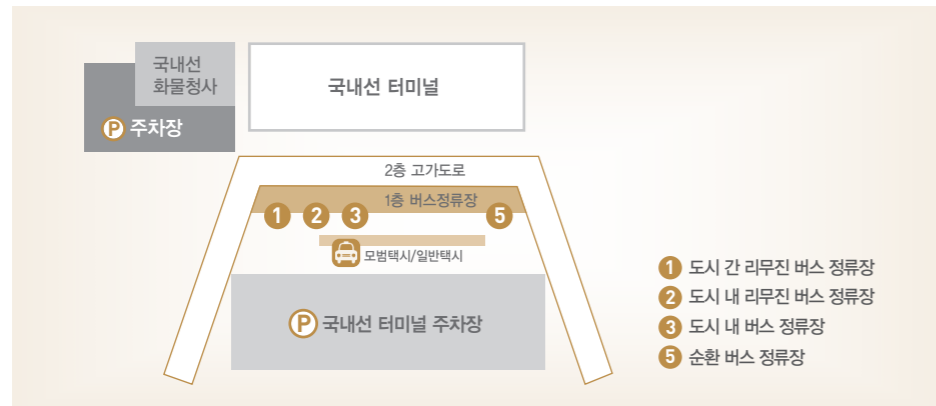 국내선
화물청사
P 주차장
국내선 터미널
2층 고가도로
1층 버스정류장
1 2 3 5
모범택시/일반택시
P 국내선 터미널 주차장
1 도시 간 리무진 버스 정류장
2 도시 내 리무진 버스 정류장
3 도시 내 버스 정류장
5 순환 버스 정류장